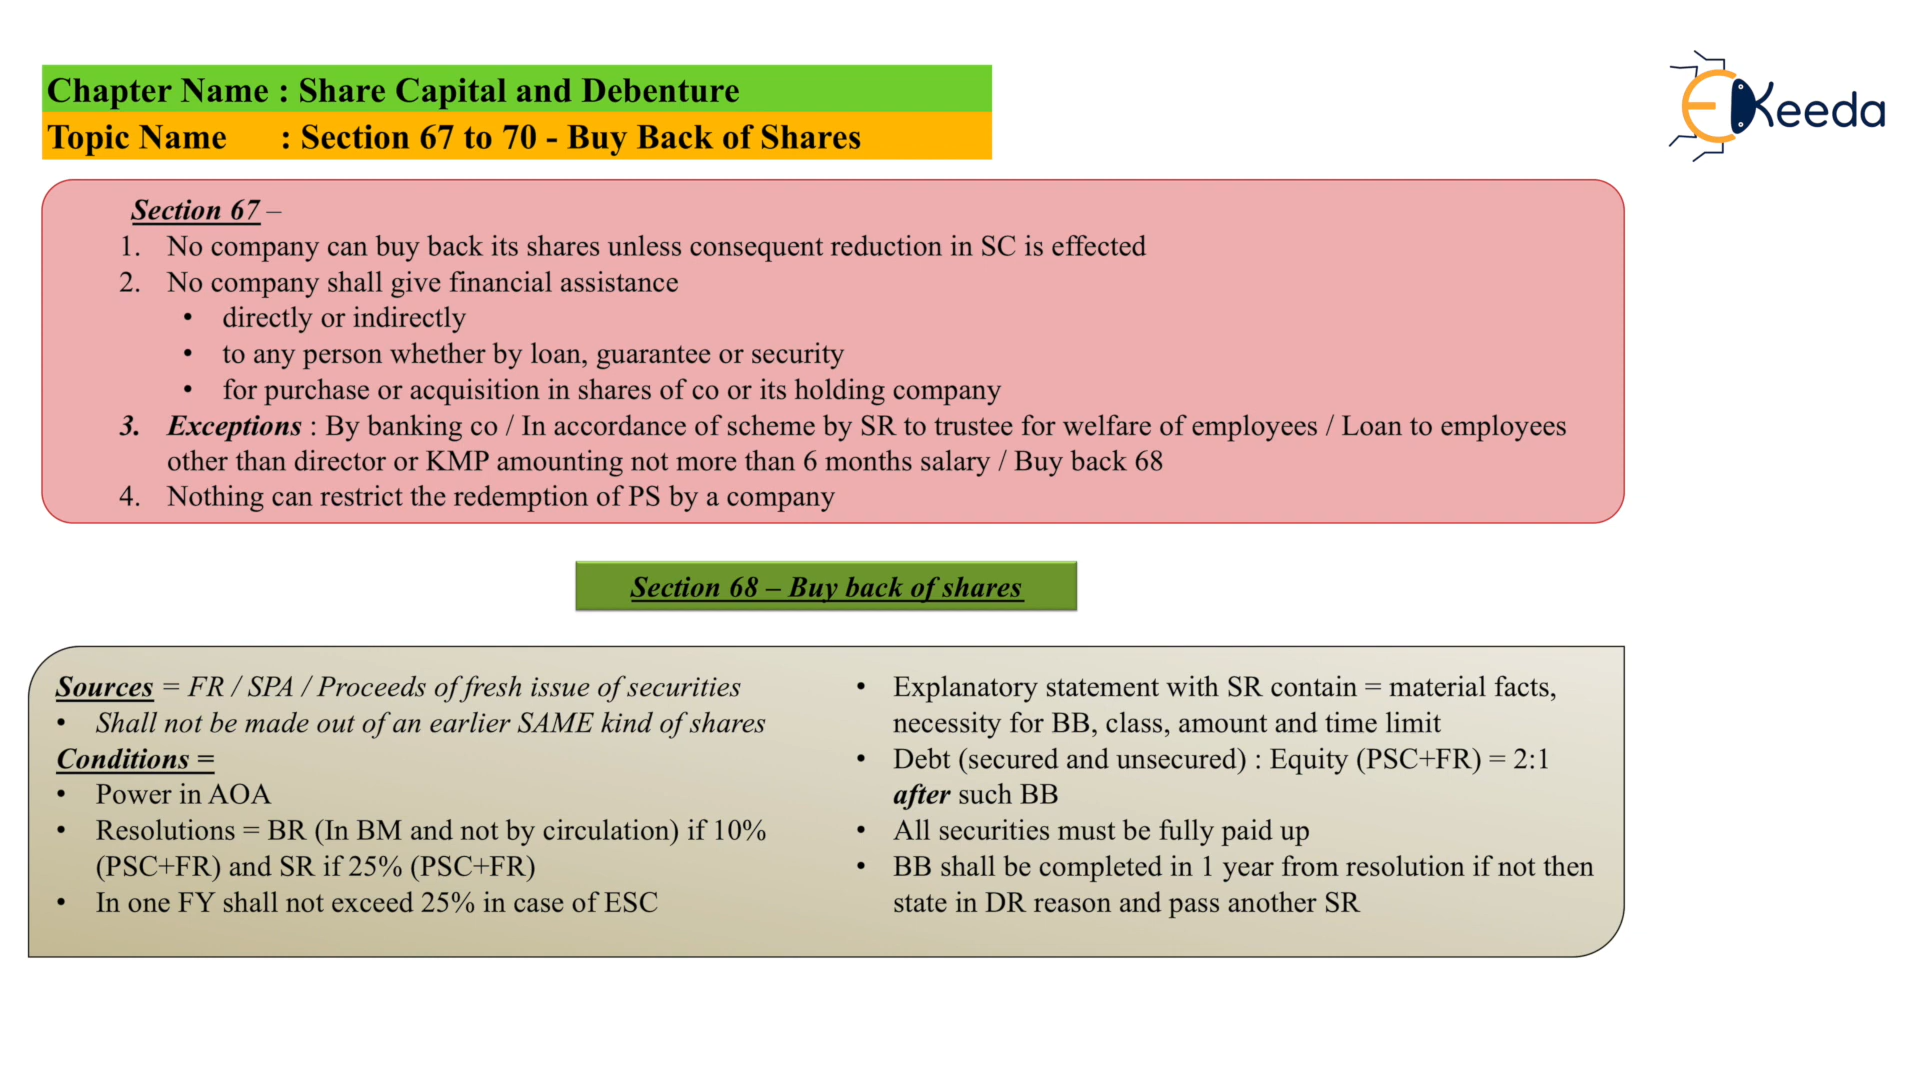 Chapter Name : Share Capital and Debenture
Topic Name : Section 67 to 70 - Buy Back of Shares
EKeeda
Section 67 –
1. No company can buy back its shares unless consequent reduction in SC is effected
2. No company shall give financial assistance
• directly or indirectly
• to any person whether by loan, guarantee or security
• for purchase or acquisition in shares of co or its holding company
3. Exceptions : By banking co / In accordance of scheme by SR to trustee for welfare of employees / Loan to employees
other than director or KMP amounting not more than 6 months salary / Buy back 68
4. Nothing can restrict the redemption of PS by a company
Section 68 – Buy back of shares
Sources = FR / SPA / Proceeds of fresh issue of securities
• Shall not be made out of an earlier SAME kind of shares
Conditions =
• Power in AOA
• Resolutions = BR (In BM and not by circulation) if 10%
(PSC+FR) and SR if 25% (PSC+FR)
• In one FY shall not exceed 25% in case of ESC
• Explanatory statement with SR contain = material facts,
necessity for BB, class, amount and time limit
• Debt (secured and unsecured) : Equity (PSC+FR) = 2:1
after such BB
• All securities must be fully paid up
• BB shall be completed in 1 year from resolution if not then
state in DR reason and pass another SR